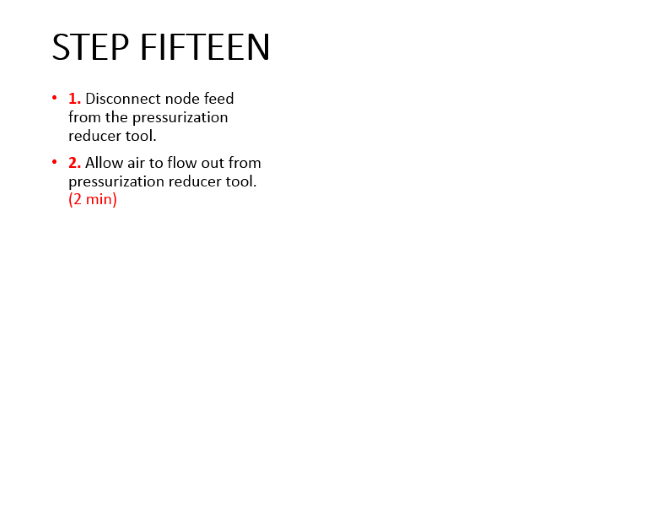 STEP FIFTEEN
• 1. Disconnect node feed
from the pressurization
reducer tool.
• 2. Allow air to flow out from
pressurization reducer tool.
(2 min)